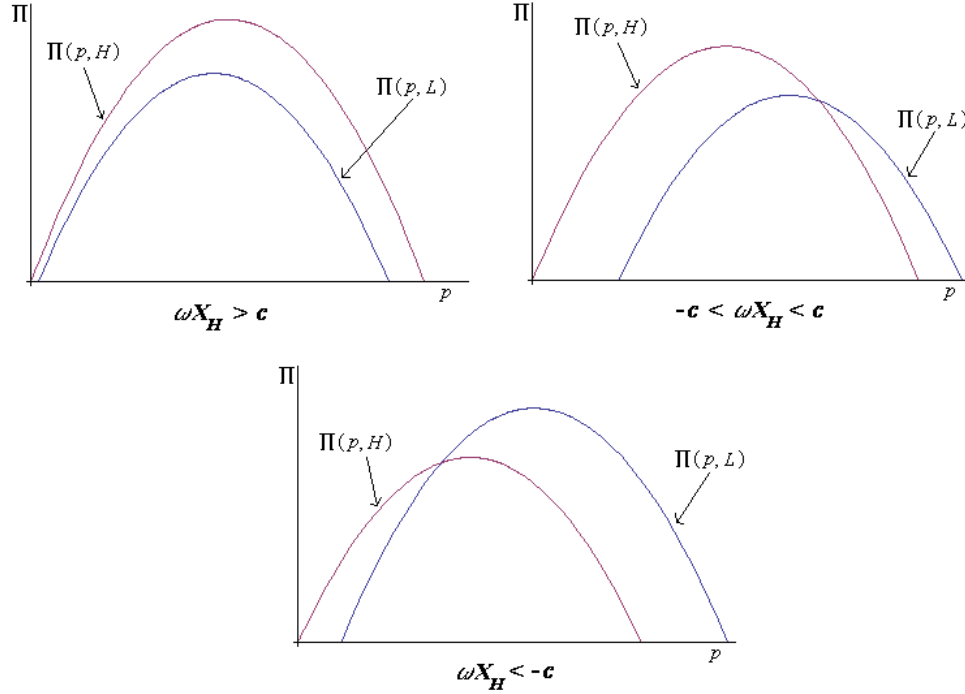 Π
Π(p, H)
Π(p, L)
p
ωX_H > c
Π
Π(p, H)
Π(p, L)
p
-c < ωX_H < c
Π
Π(p, H)
Π(p, L)
p
ωX_H < -c